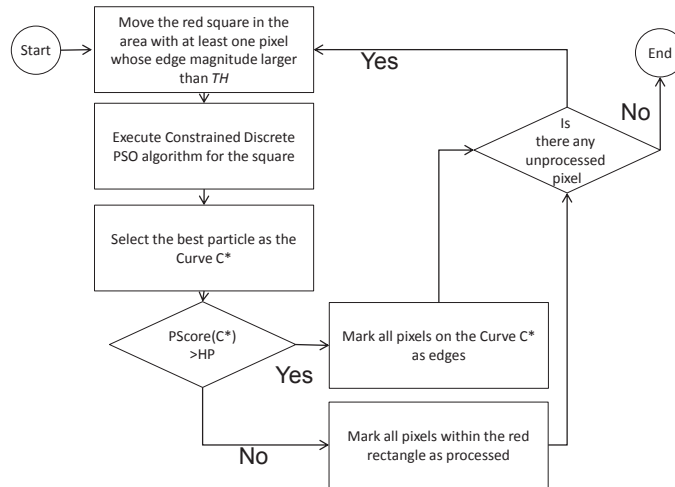 Start
Move the red square in the
area with at least one pixel
whose edge magnitude larger
than TH
Execute Constrained Discrete
PSO algorithm for the square
Select the best particle as the
Curve C*
PScore(C*)
>HP
Yes
Mark all pixels on the Curve C*
as edges
No
Mark all pixels within the red
rectangle as processed
Is
there any
unprocessed
pixel
Yes
No
End